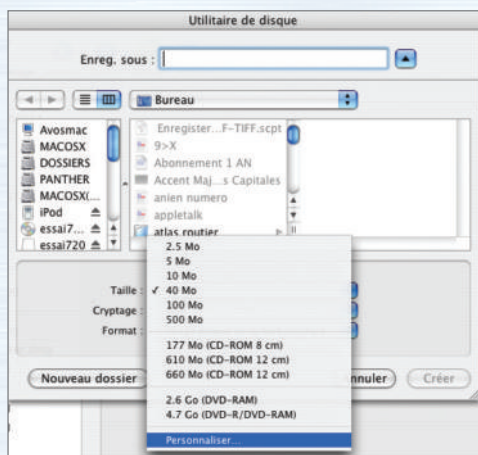 Utilitaire de disque
Enreg. sous :
Bureau
Avosmac
MACOSX
DOSSIERS
PANTHER
MACOSX(...
iPod
essai7...
essai720
Enregister...F-TIFF.scpt
9>X
Abonnement 1 AN
Accent Maj...s Capitales
anien numero
appletalk
atlas routier
Taille :
Cryptage :
Format :
2.5 Mo
5 Mo
10 Mo
✓ 40 Mo
100 Mo
500 Mo
177 Mo (CD-ROM 8 cm)
610 Mo (CD-ROM 12 cm)
660 Mo (CD-ROM 12 cm)
2.6 Go (DVD-RAM)
4.7 Go (DVD-R/DVD-RAM)
Personnaliser...
Nouveau dossier
nnuler
Créer